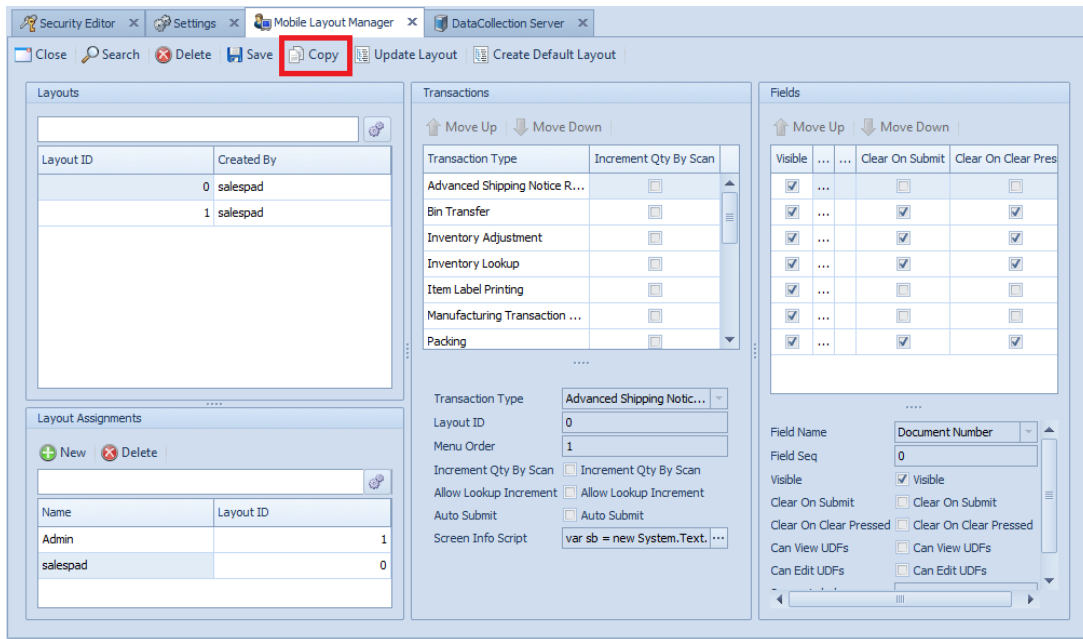 Security Editor Settings Mobile Layout Manager DataCollection Server
Close Search Delete Save Copy Update Layout Create Default Layout
Layouts
Layout ID Created By
0 salespad
1 salespad
Layout Assignments
New Delete
Name Layout ID
Admin 1
salespad 0
Transactions
Move Up Move Down
Transaction Type Increment Qty By Scan
Advanced Shipping Notice R...
Bin Transfer
Inventory Adjustment
Inventory Lookup
Item Label Printing
Manufacturing Transaction ...
Packing
Transaction Type Advanced Shipping Notic...
Layout ID 0
Menu Order 1
Increment Qty By Scan Increment Qty By Scan
Allow Lookup Increment Allow Lookup Increment
Auto Submit Auto Submit
Screen Info Script var sb = new System.Text. ...
Fields
Move Up Move Down
Visible ... ... Clear On Submit Clear On Clear Pres
...
...
...
...
...
...
...
Field Name Document Number
Field Seq 0
Visible Visible
Clear On Submit Clear On Submit
Clear On Clear Pressed Clear On Clear Pressed
Can View UDFs Can View UDFs
Can Edit UDFs Can Edit UDFs